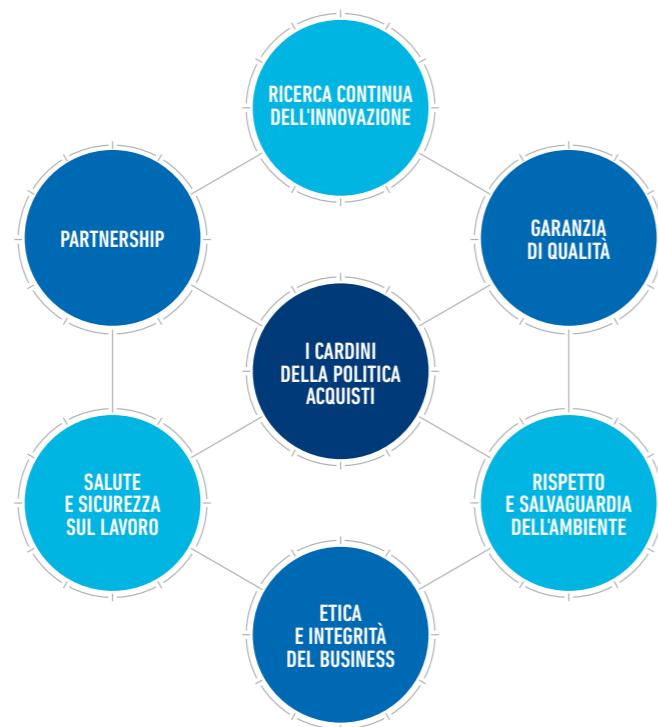 RICERCA CONTINUA
DELL'INNOVAZIONE
PARTNERSHIP
GARANZIA
DI QUALITÀ
I CARDINI
DELLA POLITICA
ACQUISTI
SALUTE
E SICUREZZA
SUL LAVORO
RISPETTO
E SALVAGUARDIA
DELL'AMBIENTE
ETICA
E INTEGRITÀ
DEL BUSINESS